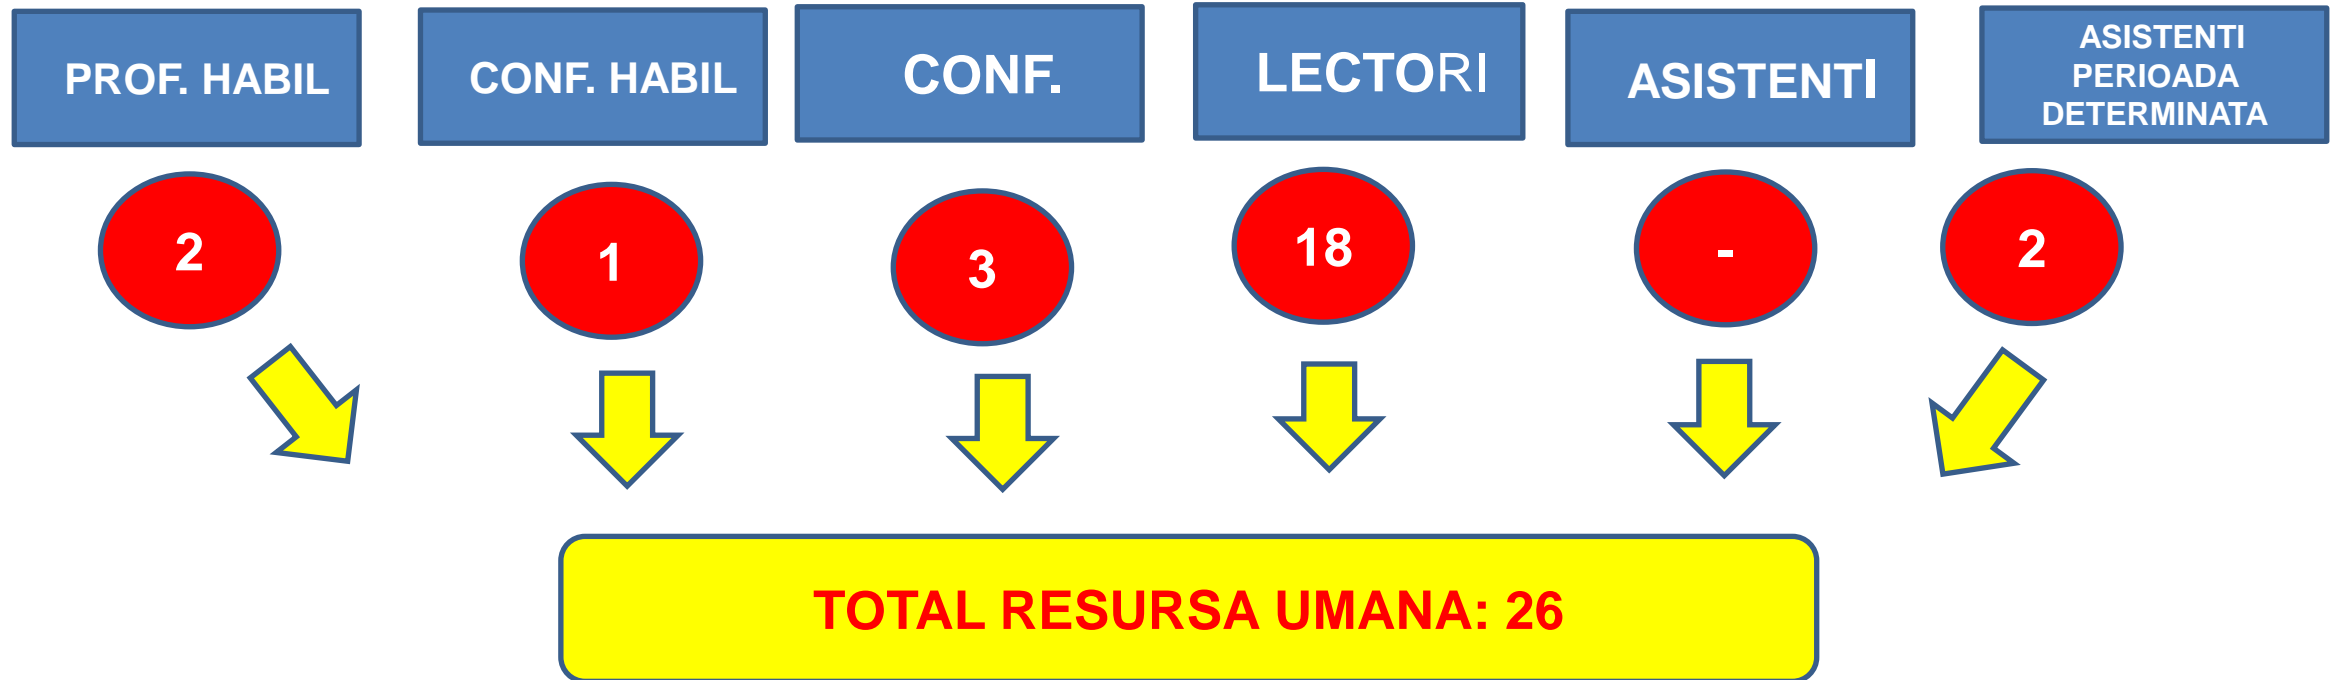 PROF. HABIL
CONF. HABIL
CONF.
LECTORI
ASISTENTI
ASISTENTI
PERIOADA
DETERMINATA
2
1
3
18
-
2
TOTAL RESURSA UMANA: 26